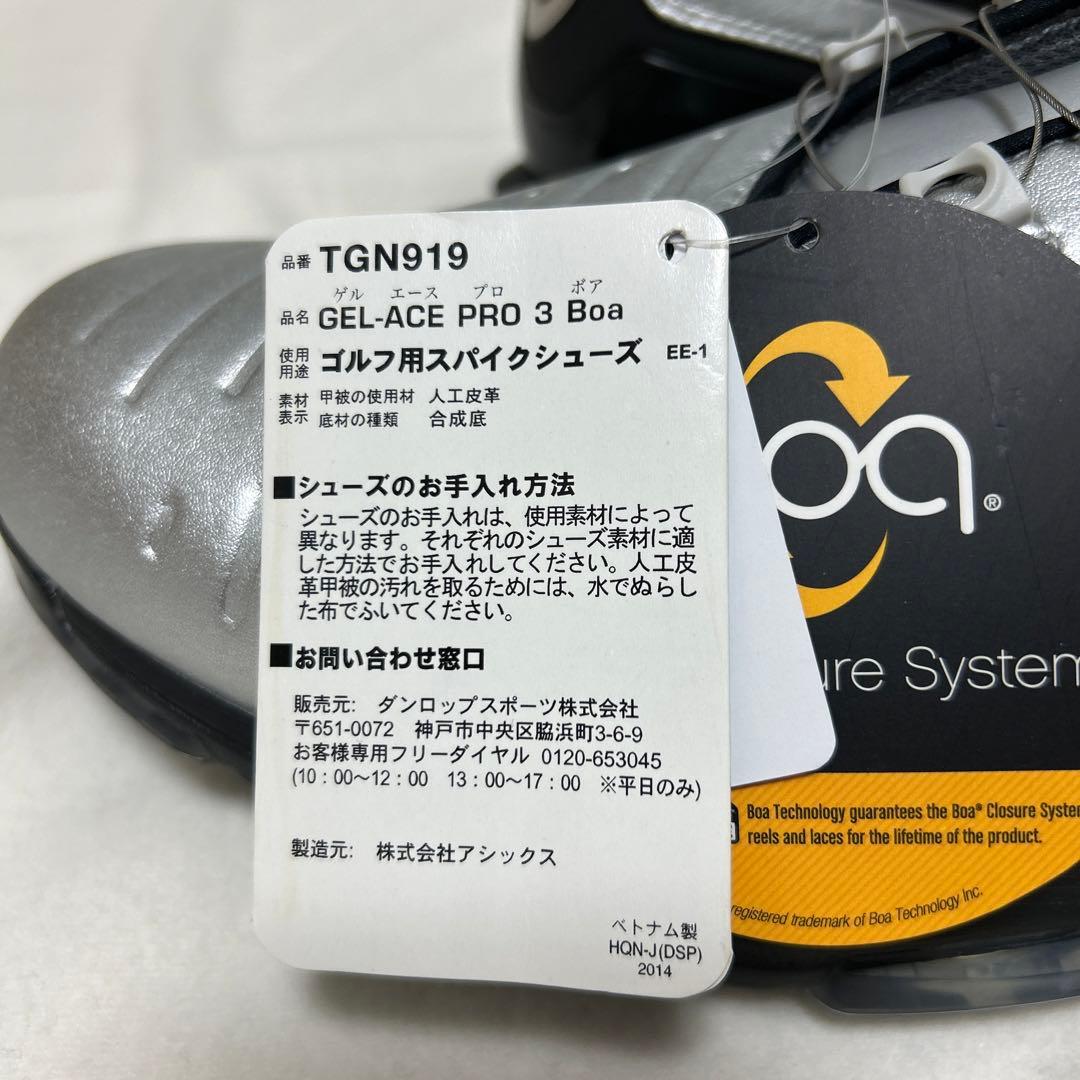 品番 TGN919
ゲル エース プロ ボア
品名 GEL-ACE PRO 3 Boa
使用用途 ゴルフ用スパイクシューズ EE-1
素材表示 甲被の使用材 人工皮革
底材の種類 合成底
■シューズのお手入れ方法
シューズのお手入れは、使用素材によって
異なります。それぞれのシューズ素材に適
した方法でお手入れしてください。人工皮
革甲被の汚れを取るためには、水でぬらし
た布でふいてください。
■お問い合わせ窓口
販売元: ダンロップスポーツ株式会社
〒651-0072 神戸市中央区脇浜町3-6-9
お客様専用フリーダイヤル 0120-653045
(10:00～12:00 13:00～17:00 ※平日のみ)
製造元: 株式会社アシックス
ベトナム製
HQN-J(DSP)
2014
oa®
ure System
Boa Technology guarantees the Boa® Closure System
reels and laces for the lifetime of the product.
registered trademark of Boa Technology Inc.